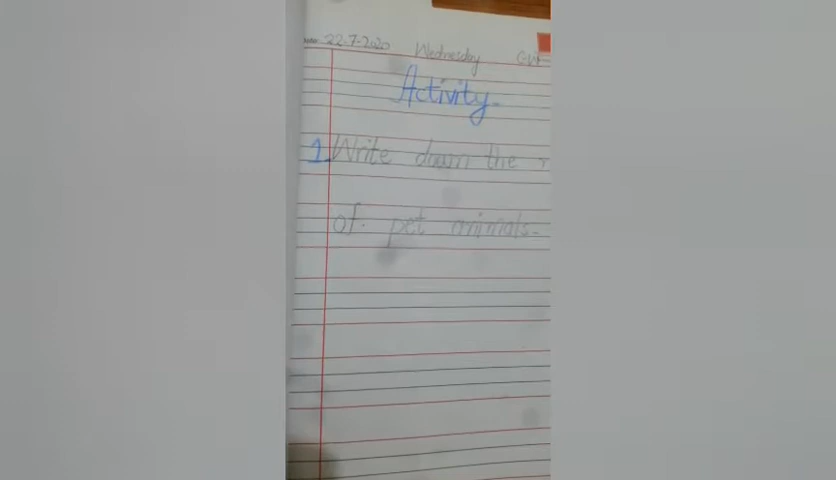 22-7-2020 Wednesday C.W
Activity.
1. Write down the
of pet animals.